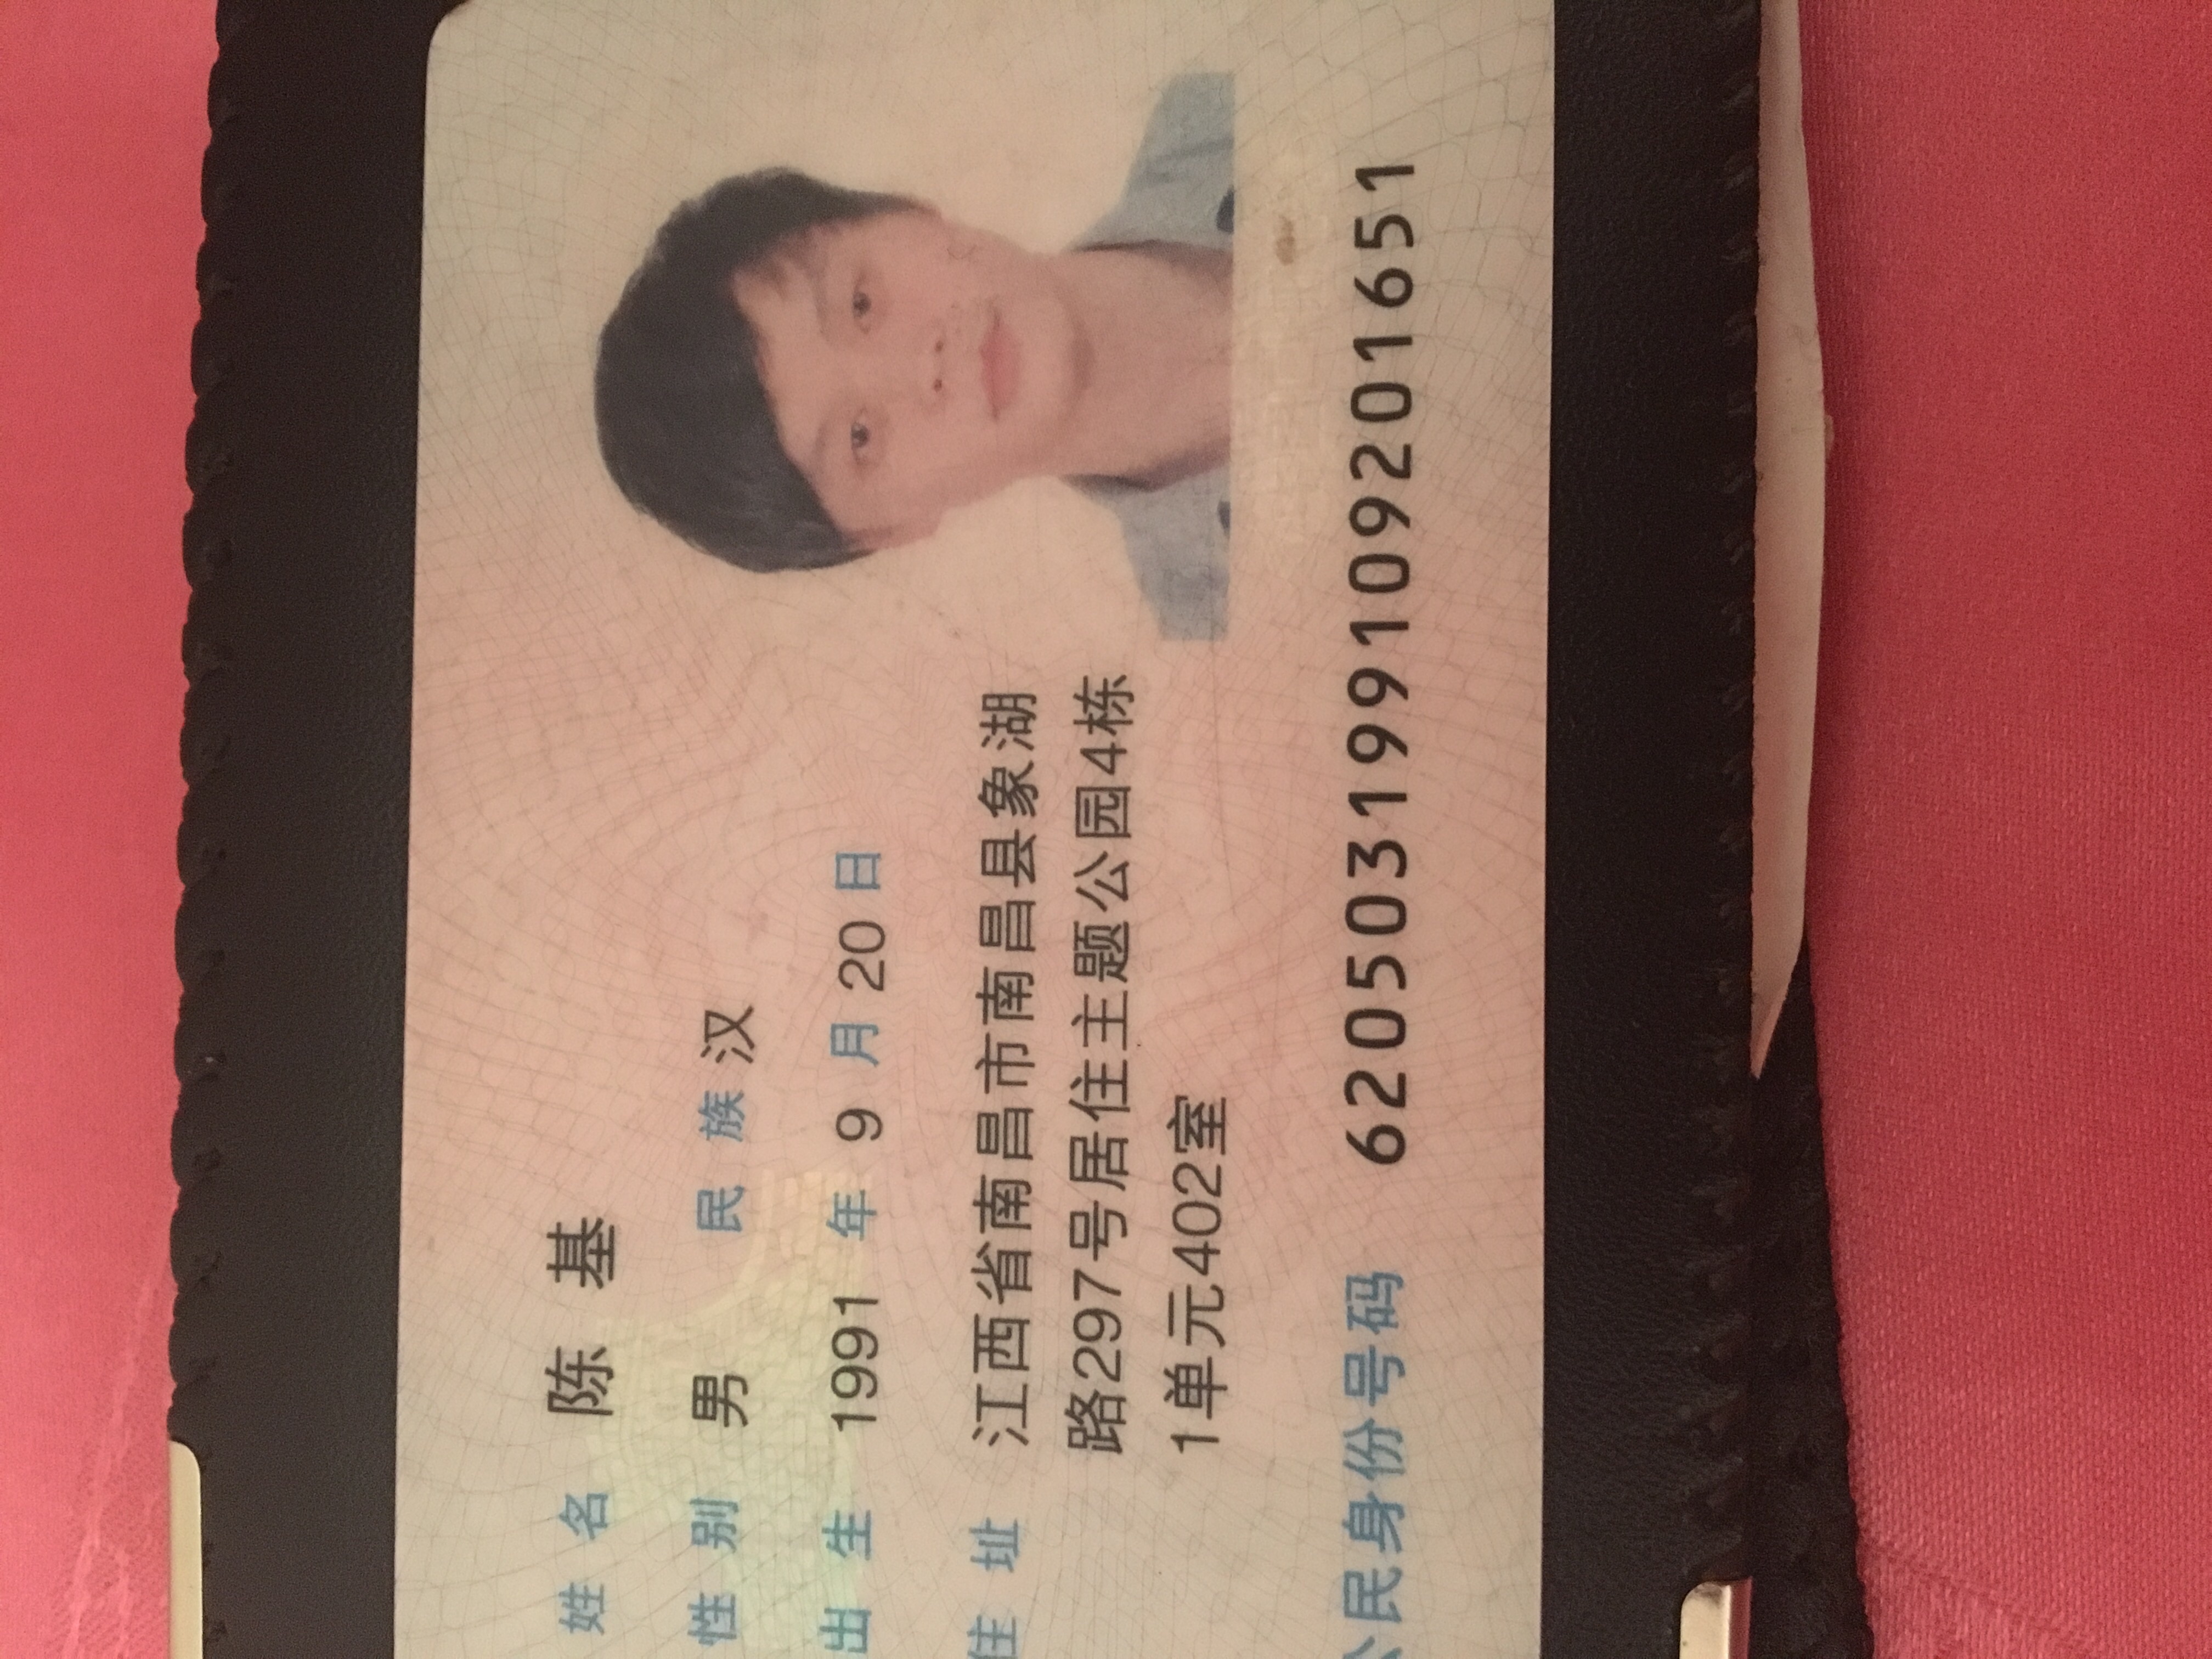 姓名 陈基
性别 男 民族 汉
出生 1991 年 9 月 20 日
住址 江西省南昌市南昌县象湖
路297号居住主题公园4栋
1单元402室
公民身份号码 620503199109201651